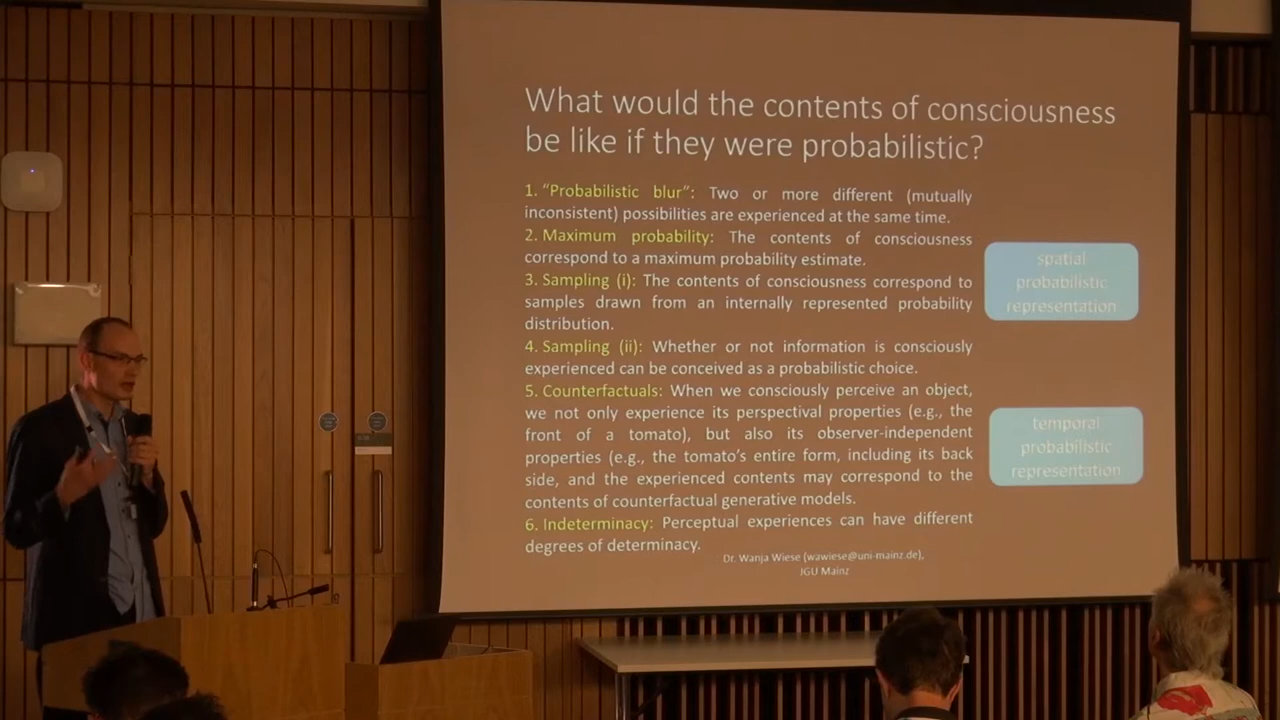 What would the contents of consciousness
be like if they were probabilistic?
1. “Probabilistic blur”: Two or more different (mutually
inconsistent) possibilities are experienced at the same time.
2. Maximum probability: The contents of consciousness
correspond to a maximum probability estimate.
3. Sampling (i): The contents of consciousness correspond to
samples drawn from an internally represented probability
distribution.
4. Sampling (ii): Whether or not information is consciously
experienced can be conceived as a probabilistic choice.
5. Counterfactuals: When we consciously perceive an object,
we not only experience its perspectival properties (e.g., the
front of a tomato), but also its observer-independent
properties (e.g., the tomato’s entire form, including its back
side, and the experienced contents may correspond to the
contents of counterfactual generative models.
6. Indeterminacy: Perceptual experiences can have different
degrees of determinacy.
spatial
probabilistic
representation
temporal
probabilistic
representation
Dr. Wanja Wiese (wawiese@uni-mainz.de),
JGU Mainz